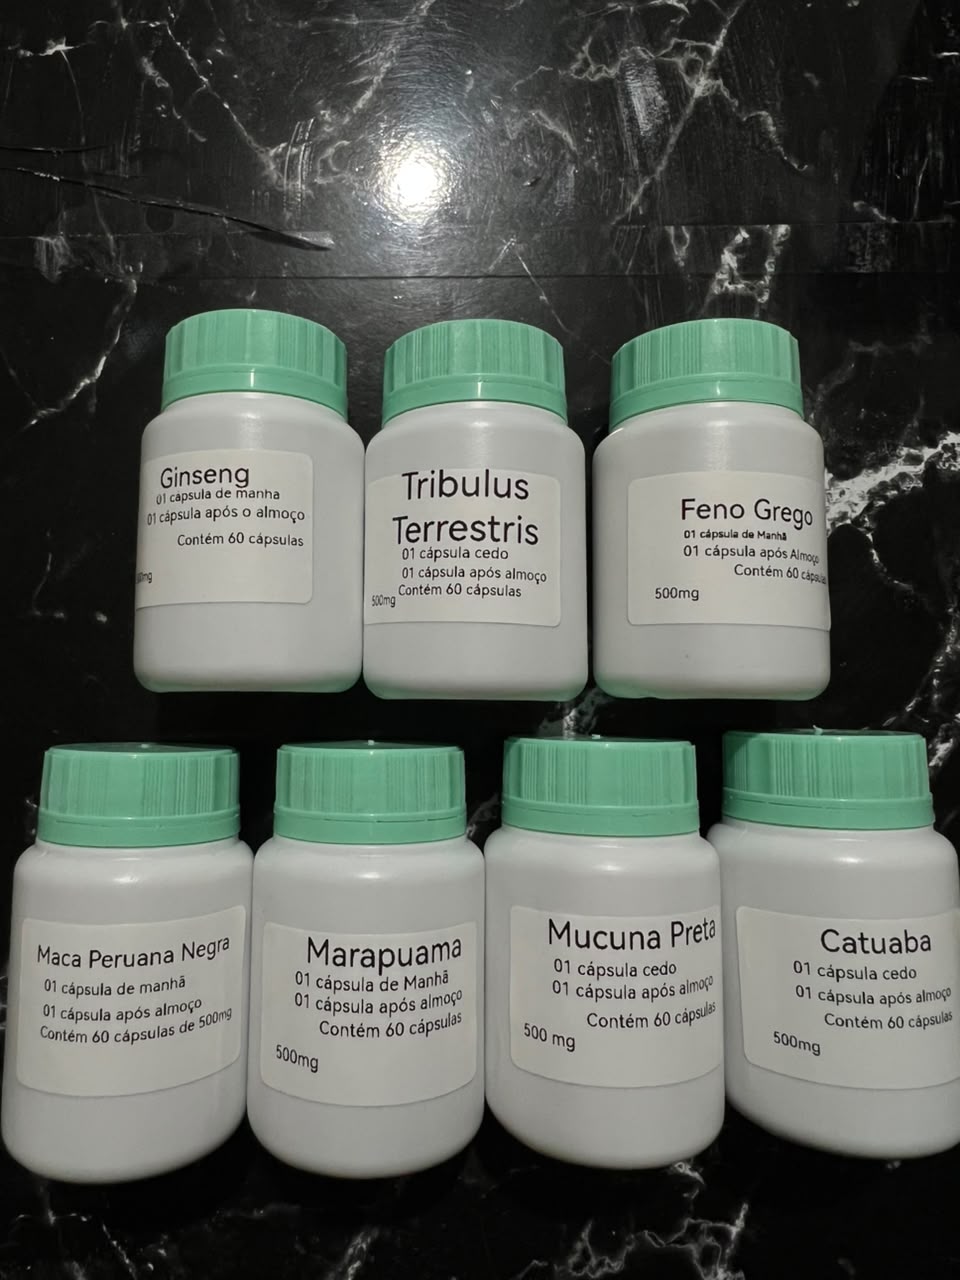 Ginseng
01 cápsula de manha
01 cápsula após o almoço
Contém 60 cápsulas
Tribulus
Terrestris
01 cápsula cedo
01 cápsula após almoço
Contém 60 cápsulas
500mg
Feno Grego
01 cápsula de Manhã
01 cápsula após Almoço
Contém 60 cápsulas
500mg
Maca Peruana Negra
01 cápsula de manhã
01 cápsula após almoço
Contém 60 cápsulas de 500mg
Marapuama
01 cápsula de Manhã
01 cápsula após almoço
Contém 60 cápsulas
500mg
Mucuna Preta
01 cápsula cedo
01 cápsula após almoço
Contém 60 cápsulas
500 mg
Catuaba
01 cápsula cedo
01 cápsula após almoço
Contém 60 cápsulas
500mg